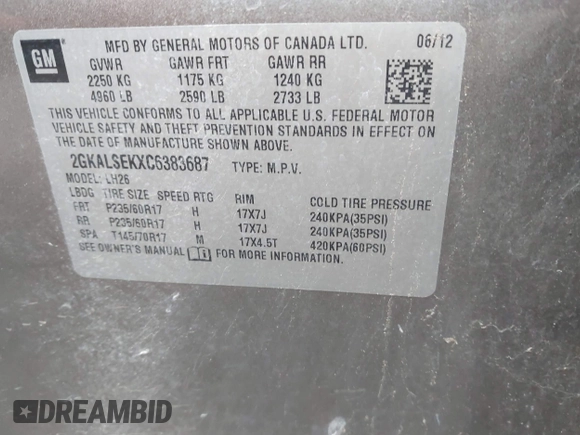 GM
MFD BY GENERAL MOTORS OF CANADA LTD. 06/12
GVWR GAWR FRT GAWR RR
2250 KG 1175 KG 1240 KG
4960 LB 2590 LB 2733 LB
THIS VEHICLE CONFORMS TO ALL APPLICABLE U.S. FEDERAL MOTOR
VEHICLE SAFETY AND THEFT PREVENTION STANDARDS IN EFFECT ON
THE DATE OF MANUFACTURE SHOWN ABOVE.
2GKALSEKXC6383687 TYPE: M.P.V.
MODEL: LH26
LBDG TIRE SIZE SPEED RTG RIM COLD TIRE PRESSURE
FRT P235/60R17 H 17X7J 240KPA(35PSI)
RR P235/60R17 H 17X7J 240KPA(35PSI)
SPA T145/70R17 M 17X4.5T 420KPA(60PSI)
SEE OWNER'S MANUAL FOR MORE INFORMATION.
DREAMBID